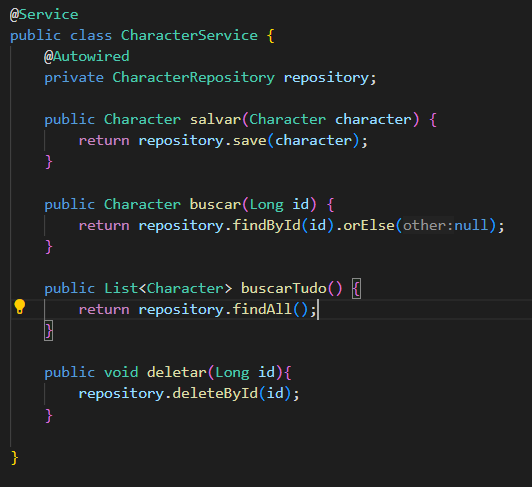 @Service
public class CharacterService {
@Autowired
private CharacterRepository repository;
public Character salvar(Character character) {
return repository.save(character);
}
public Character buscar(Long id) {
return repository.findById(id).orElse(other:null);
}
public List<Character> buscarTudo() {
return repository.findAll();
}
public void deletar(Long id){
repository.deleteById(id);
}
}